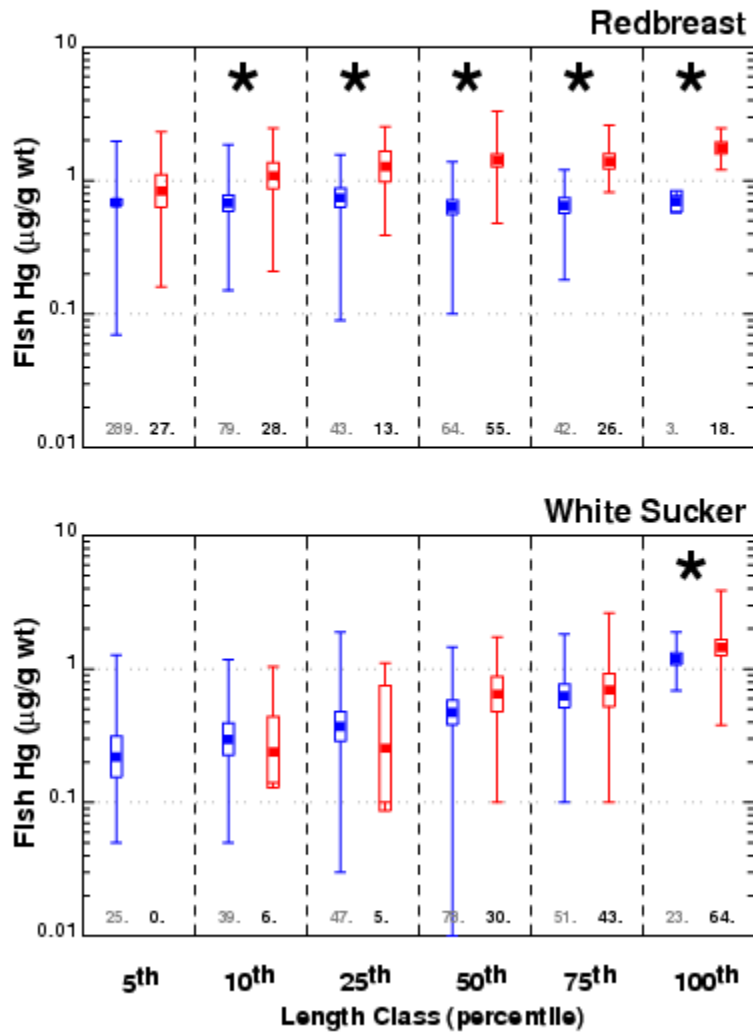 Redbreast
10
1
0.1
0.01
Fish Hg (µg/g wt)
* * * * *
289. 27. 79. 28. 43. 13. 64. 55. 42. 26. 3. 18.
White Sucker
10
1
0.1
0.01
Fish Hg (µg/g wt)
*
25. 0. 39. 6. 47. 5. 30. 51. 43. 23. 64.
5th 10th 25th 50th 75th 100th
Length Class (percentile)